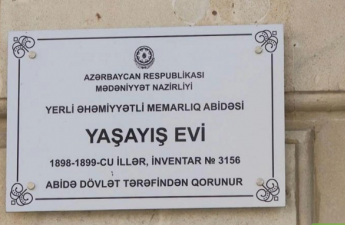 AZƏRBAYCAN RESPUBLİKASI
MƏDƏNİYYƏT NAZİRLİYİ
YERLİ ƏHƏMİYYƏTLİ MEMARLIQ ABİDƏSİ
YAŞAYIŞ EVİ
1898-1899-CU İLLƏR, İNVENTAR № 3156
ABİDƏ DÖVLƏT TƏRƏFİNDƏN QORUNUR